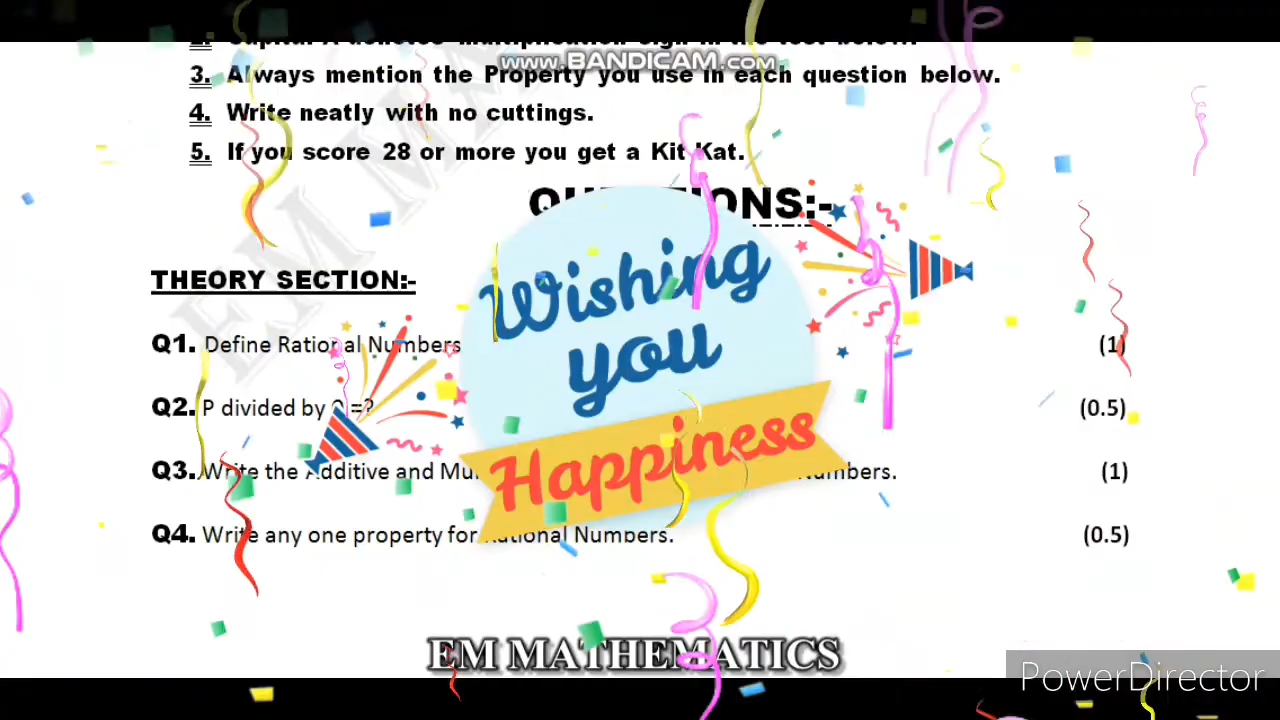 www.BANDICAM.com
3. Always mention the Property you use in each question below.
4. Write neatly with no cuttings.
5. If you score 28 or more you get a Kit Kat.
THEORY SECTION:-
Wishing
you
Happiness
Q1. Define Rational Numbers (1)
Q2. P divided by =? (0.5)
Q3. Write the Additive and Numbers. (1)
Q4. Write any one property for Rational Numbers. (0.5)
EM MATHEMATICS
PowerDirector